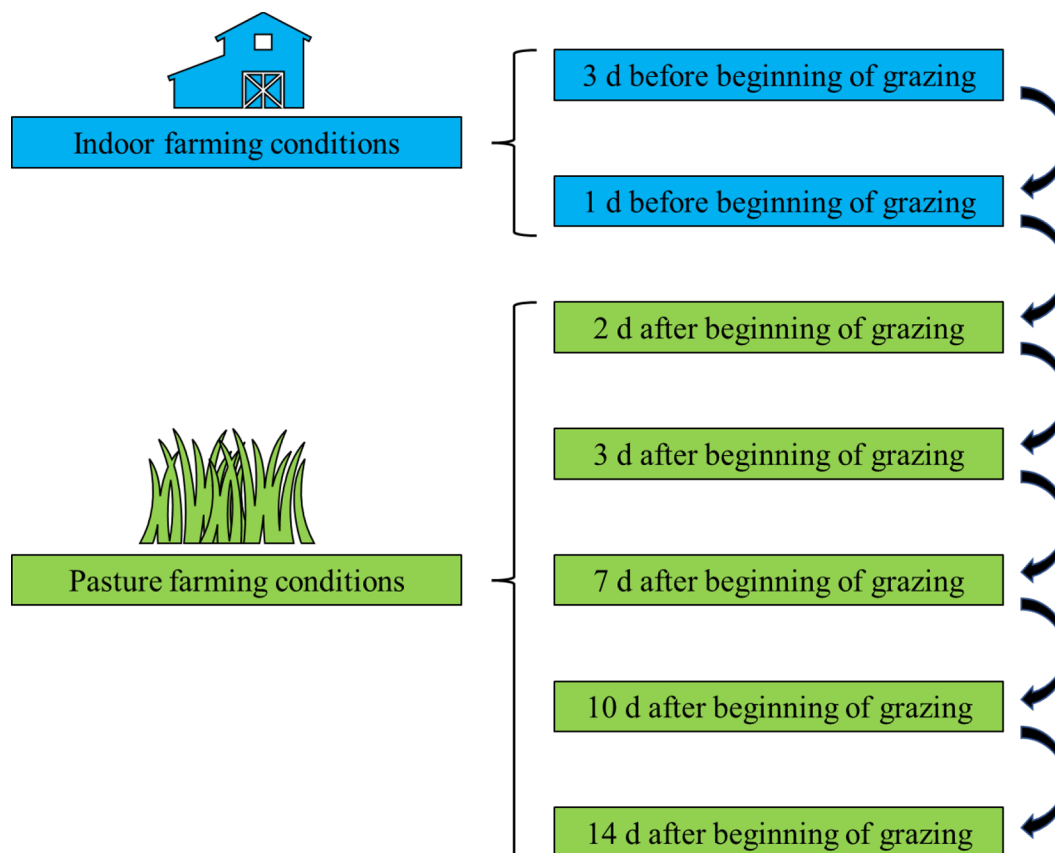 Indoor farming conditions
3 d before beginning of grazing
1 d before beginning of grazing
Pasture farming conditions
2 d after beginning of grazing
3 d after beginning of grazing
7 d after beginning of grazing
10 d after beginning of grazing
14 d after beginning of grazing